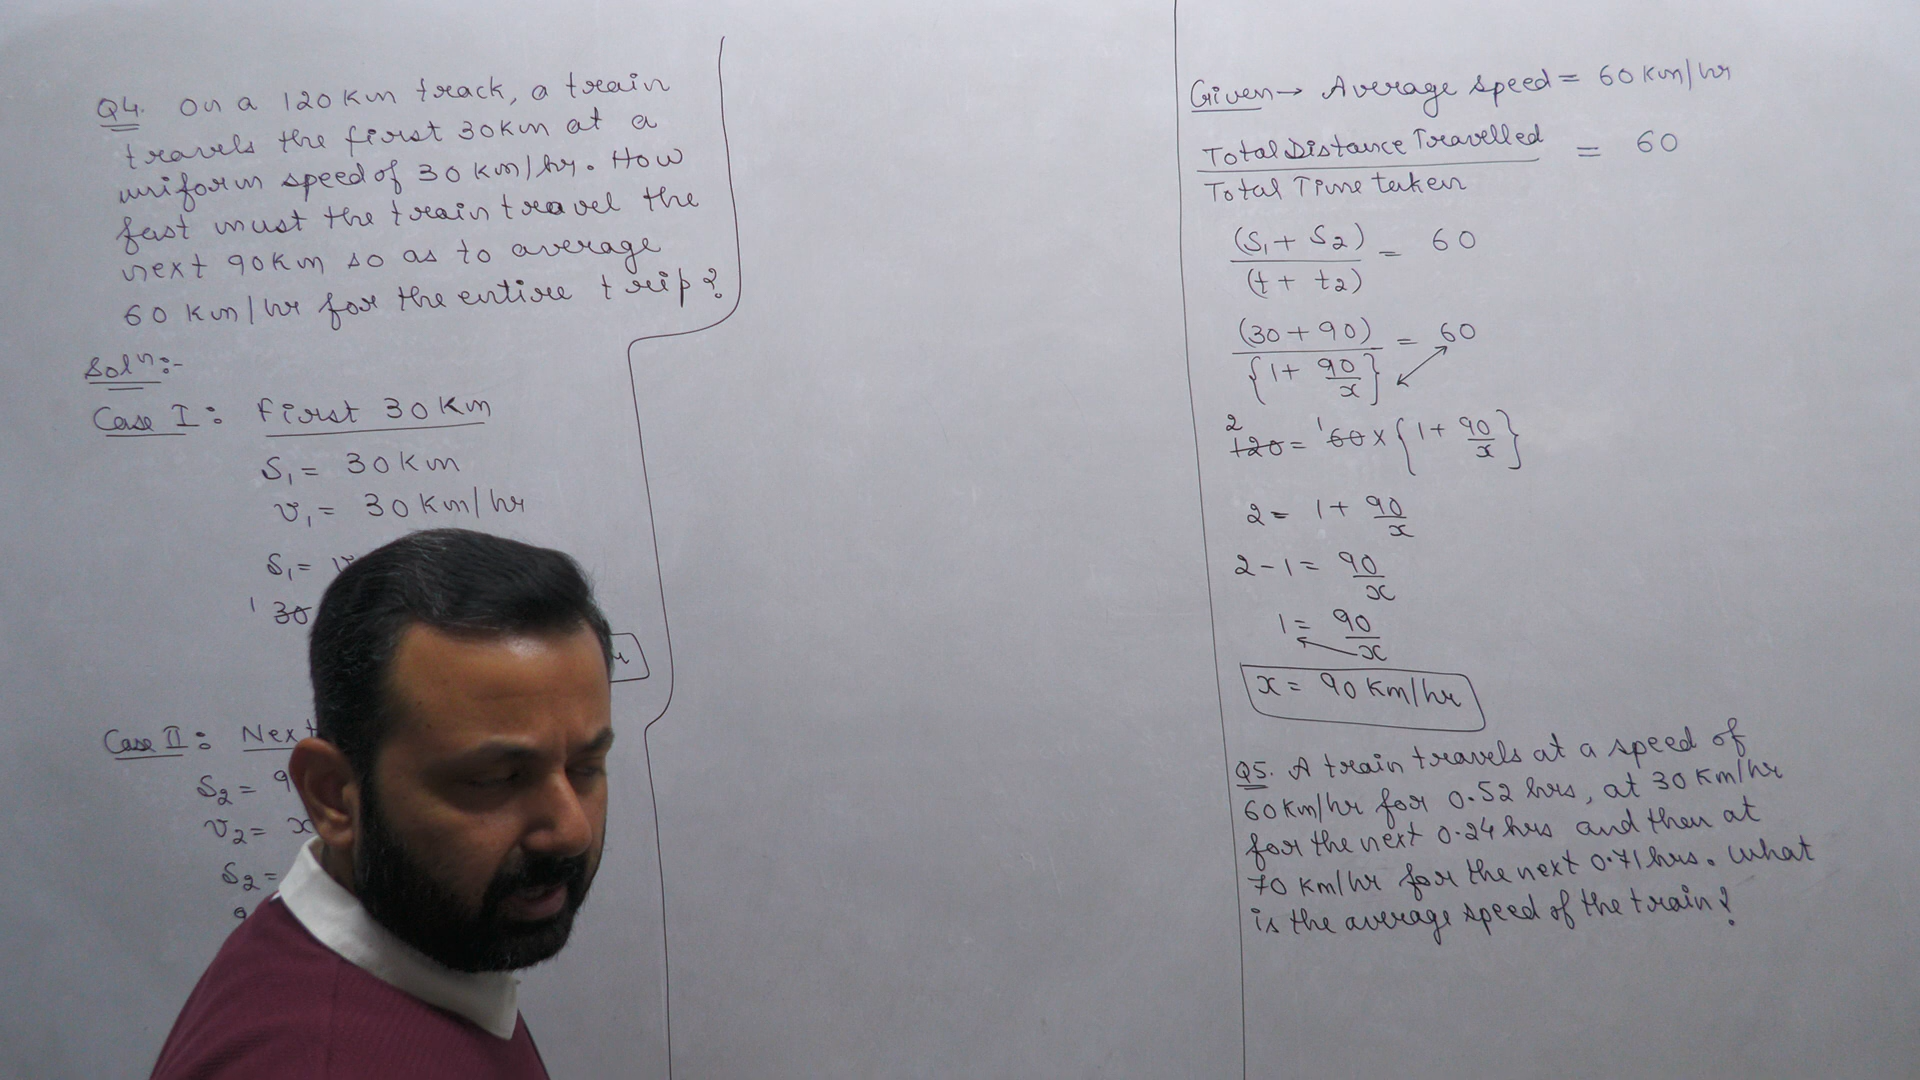 Q4. On a 120 Km track, a train
travels the first 30 Km at a
uniform speed of 30 Km/hr. How
fast must the train travel the
next 90 Km so as to average
60 Km/hr for the entire trip?
Solⁿ:-
Case I: First 30 Km
S₁ = 30 Km
v₁ = 30 Km/hr
S₁ =
1 30
Case II: Next
S₂ = 9
v₂ = x
S₂ =
Given → Average speed = 60 Km/hr
Total Distance Travelled / Total Time taken = 60
(S₁ + S₂) / (t + t₂) = 60
(30 + 90) / {1 + 90/x} = 60
2 120 = 1 60 × {1 + 90/x}
2 = 1 + 90/x
2 - 1 = 90/x
1 = 90/x
x = 90 Km/hr
Q5. A train travels at a speed of
60 Km/hr for 0.52 hrs, at 30 Km/hr
for the next 0.24 hrs and then at
70 Km/hr for the next 0.71 hrs. What
is the average speed of the train?